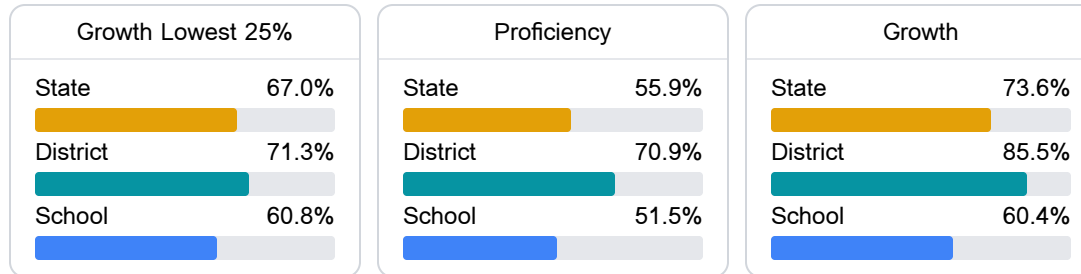 Growth Lowest 25%
State 67.0%
District 71.3%
School 60.8%
Proficiency
State 55.9%
District 70.9%
School 51.5%
Growth
State 73.6%
District 85.5%
School 60.4%